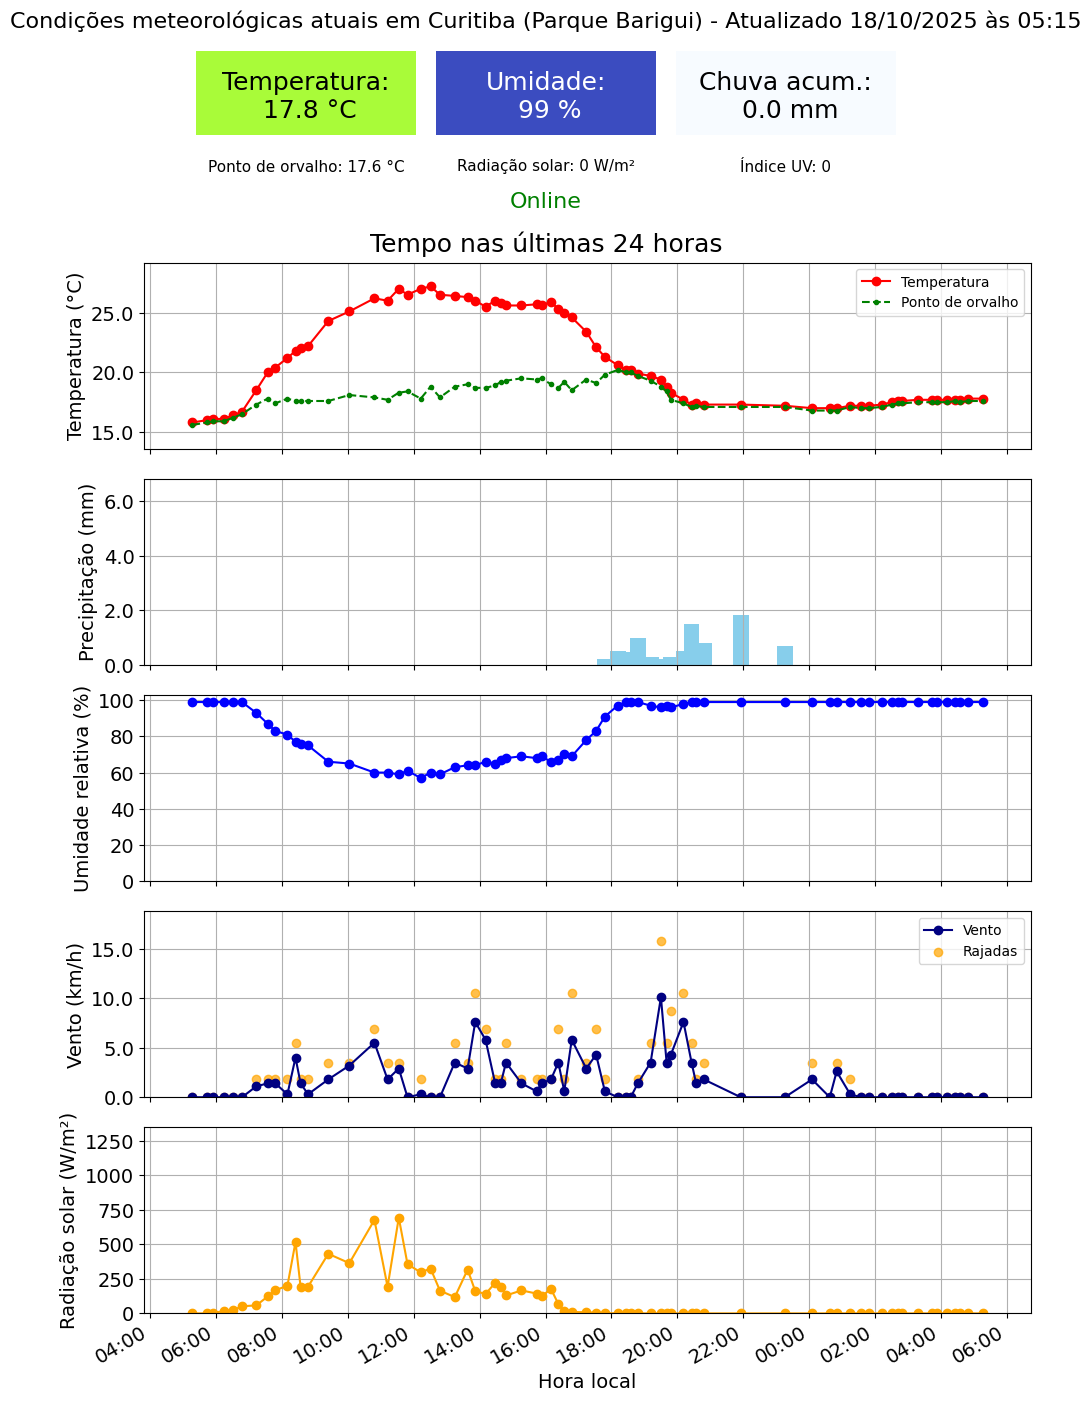 Condições meteorológicas atuais em Curitiba (Parque Barigui) - Atualizado 18/10/2025 às 05:15
Temperatura:
17.8 °C
Umidade:
99 %
Chuva acum.:
0.0 mm
Ponto de orvalho: 17.6 °C
Radiação solar: 0 W/m²
Índice UV: 0
Online
Tempo nas últimas 24 horas
Temperatura (°C)
25.0
20.0
15.0
Temperatura
Ponto de orvalho
Precipitação (mm)
6.0
4.0
2.0
0.0
Umidade relativa (%)
100
80
60
40
20
0
Vento (km/h)
15.0
10.0
5.0
0.0
Vento
Rajadas
Radiação solar (W/m²)
1250
1000
750
500
250
0
04:00
06:00
08:00
10:00
12:00
14:00
16:00
18:00
20:00
22:00
00:00
02:00
04:00
06:00
Hora local